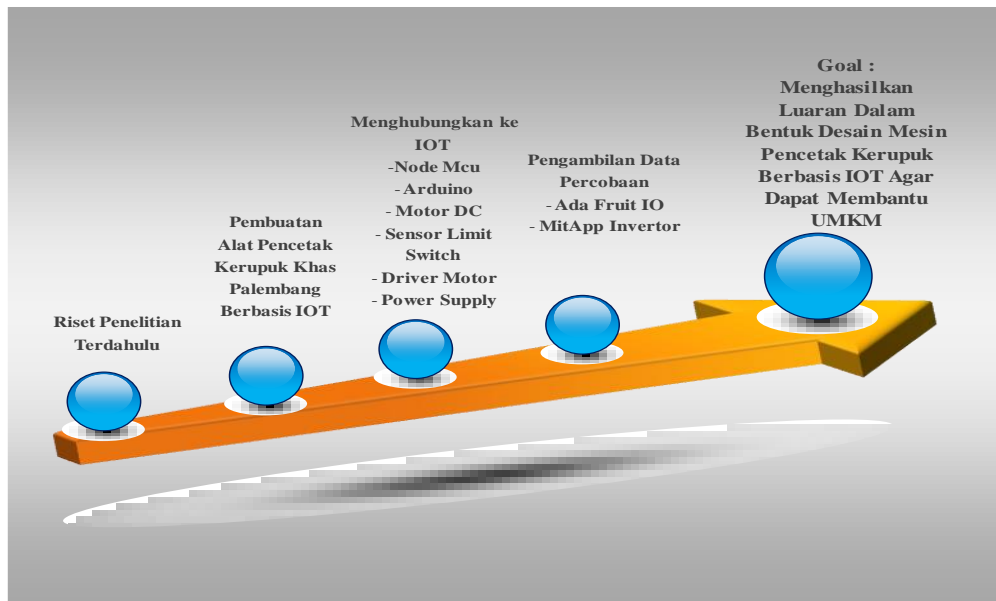 Riset Penelitian
Terdahulu
Pembuatan
Alat Pencetak
Kerupuk Khas
Palembang
Berbasis IOT
Menghubungkan ke
IOT
-Node Mcu
- Arduino
- Motor DC
- Sensor Limit
Switch
- Driver Motor
- Power Supply
Pengambilan Data
Percobaan
- Ada Fruit IO
- MitApp Invertor
Goal :
Menghasilkan
Luaran Dalam
Bentuk Desain Mesin
Pencetak Kerupuk
Berbasis IOT Agar
Dapat Membantu
UMKM